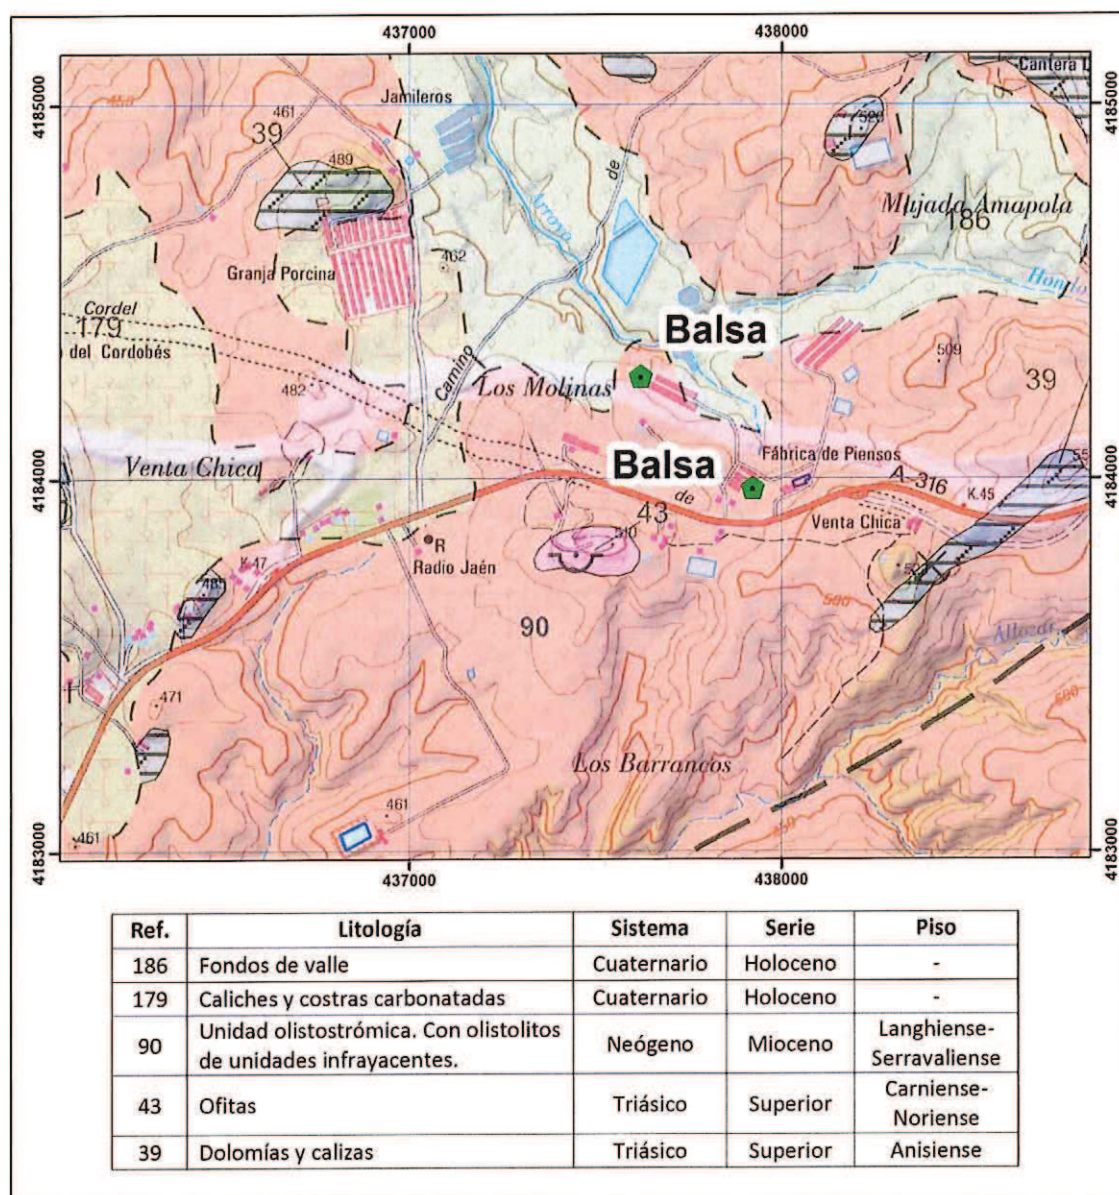 437000
438000
Cantera L
4185000
4185000
Jamileros
461
39
489
528
de
Arroyo
Mujada Amapola
186
462
Granja Porcina
Hondo
Cordel
179
o del Cordobés
Balsa
Camino
Los Molinas
509
39
482
Balsa
Fábrica de Piensos
Venta Chica
4184000
4184000
A-316
K.45
de
43
Venta Chica
510
R
Radio Jaén
K.47
500
90
Allozar
471
500
Los Barrancos
461
461
450
4183000
4183000
437000
438000
Ref. Litología Sistema Serie Piso
186 Fondos de valle Cuaternario Holoceno -
179 Caliches y costras carbonatadas Cuaternario Holoceno -
90 Unidad olistostrómica. Con olistolitos de unidades infrayacentes. Neógeno Mioceno Langhiense-Serravaliense
43 Ofitas Triásico Superior Carniense-Noriense
39 Dolomías y calizas Triásico Superior Anisiense